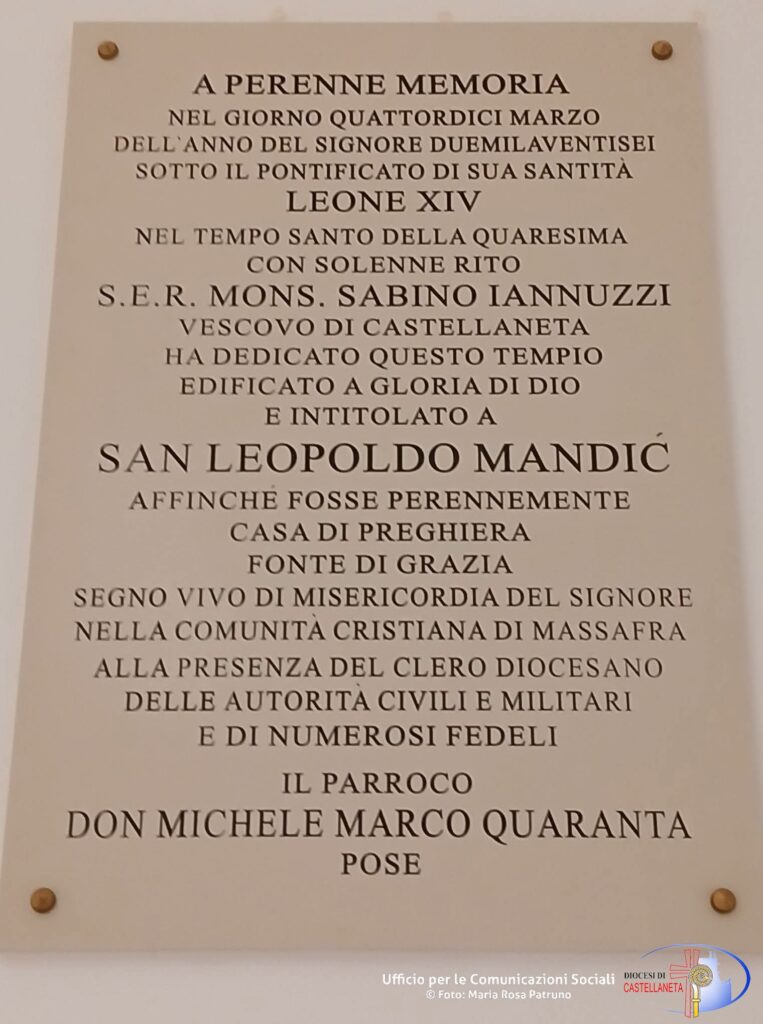 A PERENNE MEMORIA
NEL GIORNO QUATTORDICI MARZO
DELL`ANNO DEL SIGNORE DUEMILAVENTISEI
SOTTO IL PONTIFICATO DI SUA SANTITÀ
LEONE XIV
NEL TEMPO SANTO DELLA QUARESIMA
CON SOLENNE RITO
S.E.R. MONS. SABINO IANNUZZI
VESCOVO DI CASTELLANETA
HA DEDICATO QUESTO TEMPIO
EDIFICATO A GLORIA DI DIO
E INTITOLATO A
SAN LEOPOLDO MANDIĆ
AFFINCHÉ FOSSE PERENNEMENTE
CASA DI PREGHIERA
FONTE DI GRAZIA
SEGNO VIVO DI MISERICORDIA DEL SIGNORE
NELLA COMUNITÀ CRISTIANA DI MASSAFRA
ALLA PRESENZA DEL CLERO DIOCESANO
DELLE AUTORITÀ CIVILI E MILITARI
E DI NUMEROSI FEDELI
IL PARROCO
DON MICHELE MARCO QUARANTA
POSE
Ufficio per le Comunicazioni Sociali
© Foto: Maria Rosa Patruno
DIOCESI DI
CASTELLANETA